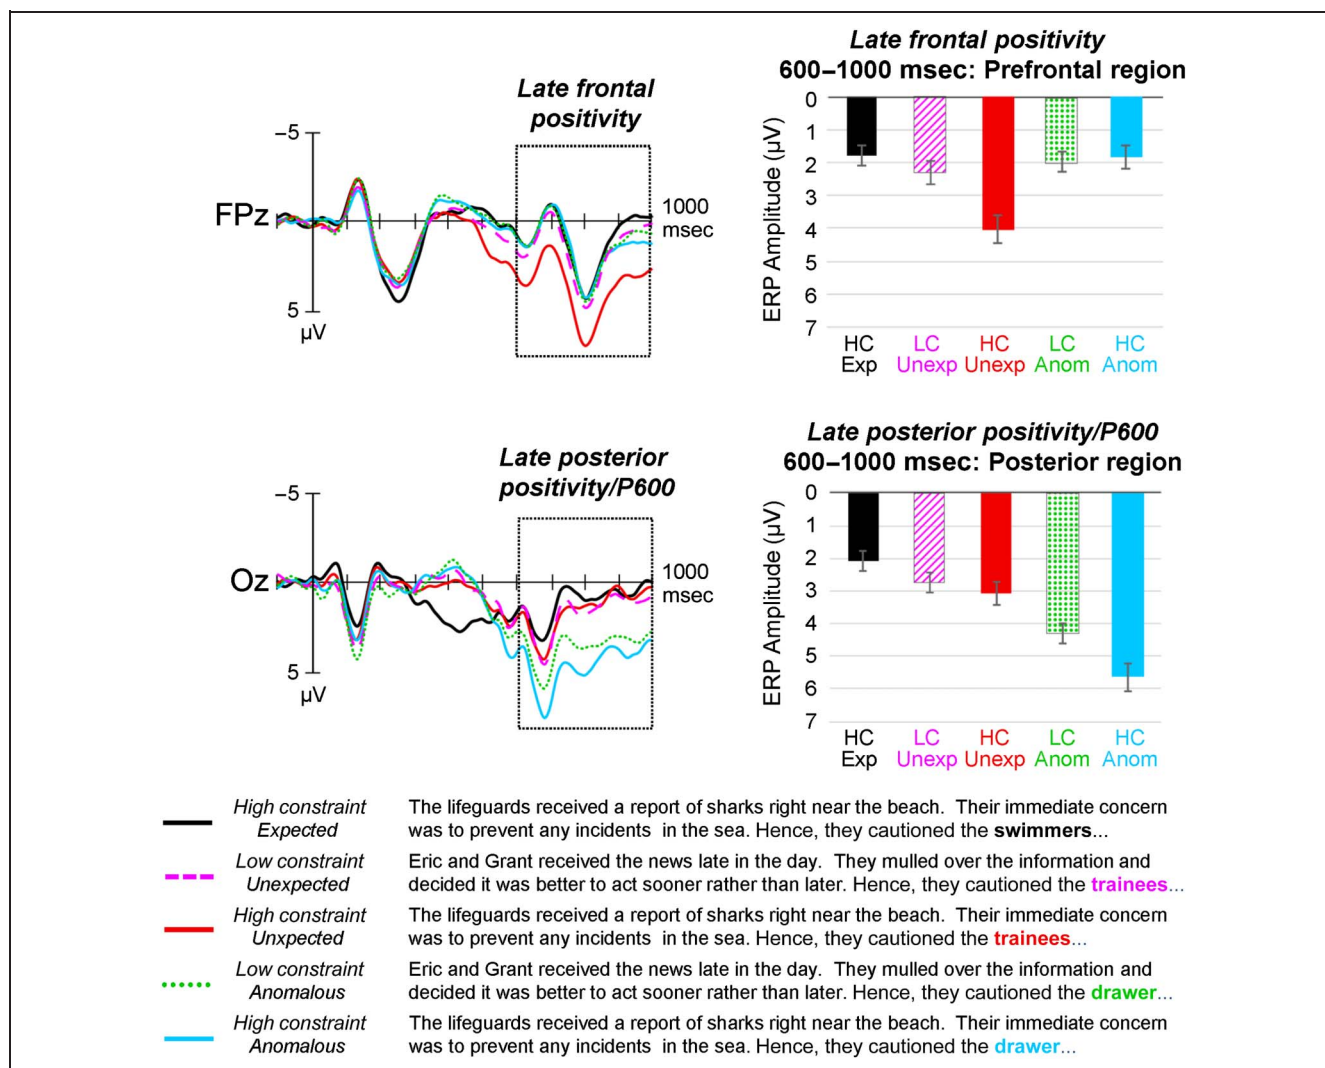 Late frontal positivity
600–1000 msec: Prefrontal region
Late frontal
positivity
–5
FPz
1000
msec
5
µV
ERP Amplitude (µV)
0
1
2
3
4
5
6
7
HC
Exp
LC
Unexp
HC
Unexp
LC
Anom
HC
Anom
Late posterior positivity/P600
600–1000 msec: Posterior region
Late posterior
positivity/P600
–5
Oz
1000
msec
5
µV
ERP Amplitude (µV)
0
1
2
3
4
5
6
7
HC
Exp
LC
Unexp
HC
Unexp
LC
Anom
HC
Anom
High constraint
Expected
The lifeguards received a report of sharks right near the beach. Their immediate concern
was to prevent any incidents in the sea. Hence, they cautioned the swimmers...
Low constraint
Unexpected
Eric and Grant received the news late in the day. They mulled over the information and
decided it was better to act sooner rather than later. Hence, they cautioned the trainees...
High constraint
Unxpected
The lifeguards received a report of sharks right near the beach. Their immediate concern
was to prevent any incidents in the sea. Hence, they cautioned the trainees...
Low constraint
Anomalous
Eric and Grant received the news late in the day. They mulled over the information and
decided it was better to act sooner rather than later. Hence, they cautioned the drawer...
High constraint
Anomalous
The lifeguards received a report of sharks right near the beach. Their immediate concern
was to prevent any incidents in the sea. Hence, they cautioned the drawer...